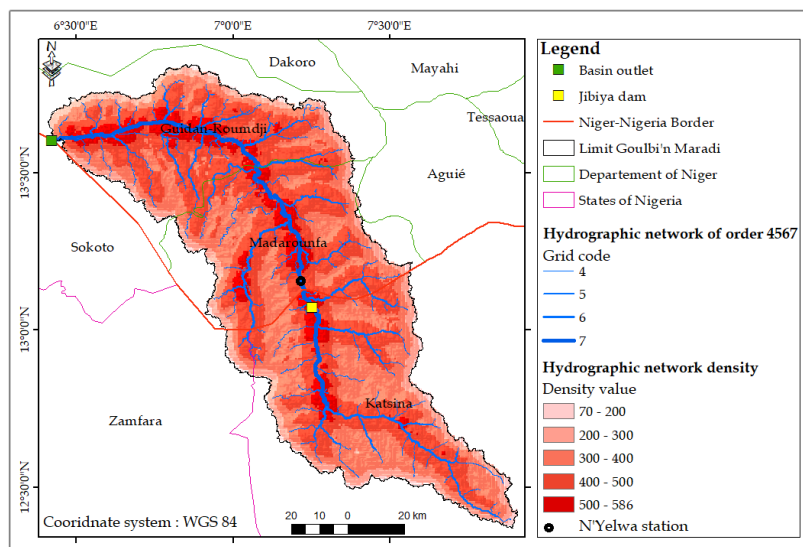 6°30'0"E
7°0'0"E
7°30'0"E
N
Dakoro
Mayahi
Tessaoua
Guidan-Roumdji
Aguié
13°30'0"N
Sokoto
Madarounfa
13°0'0"N
Katsina
Zamfara
12°30'0"N
Cooridnate system : WGS 84
20 10 0 20 km
Legend
Basin outlet
Jibiya dam
Niger-Nigeria Border
Limit Goulbi'n Maradi
Departement of Niger
States of Nigeria
Hydrographic network of order 4567
Grid code
4
5
6
7
Hydrographic network density
Density value
70 - 200
200 - 300
300 - 400
400 - 500
500 - 586
N'Yelwa station